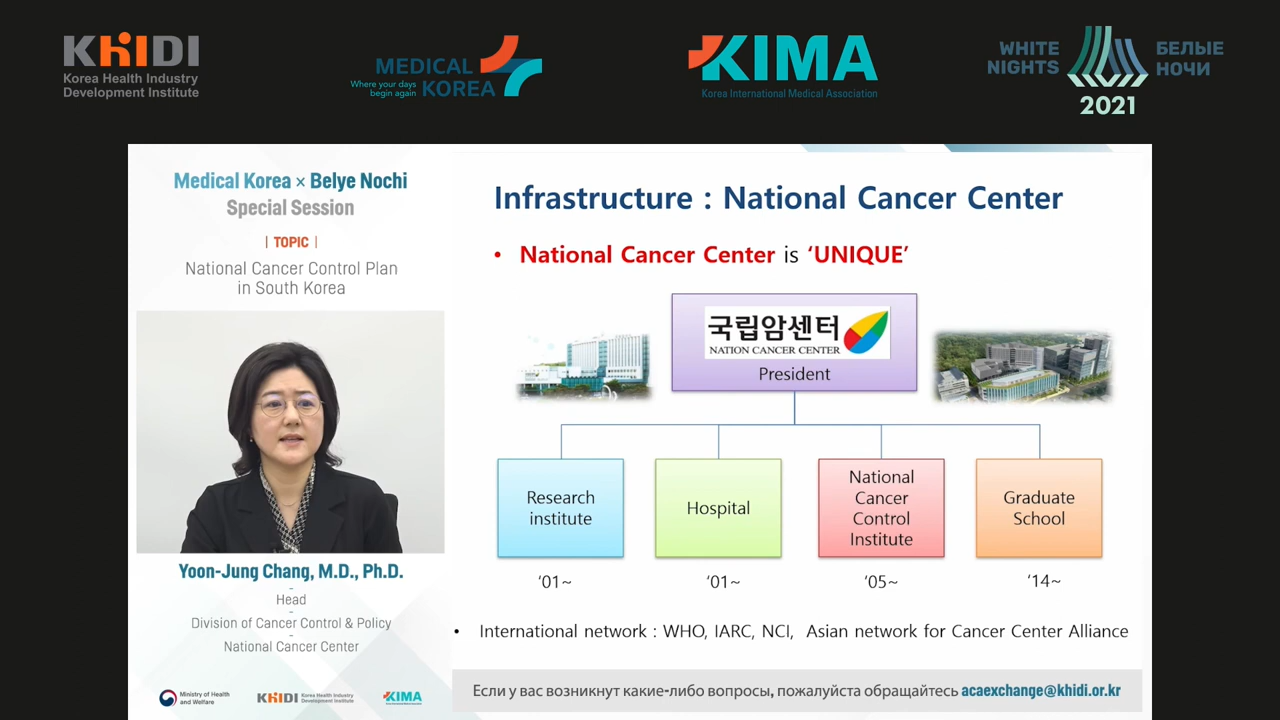 KHIDI
Korea Health Industry
Development Institute
MEDICAL
KOREA
Where your days
begin again
KIMA
Korea International Medical Association
WHITE
NIGHTS
БЕЛЫЕ
НОЧИ
2021
Medical Korea × Belye Nochi
Special Session
| TOPIC |
National Cancer Control Plan
in South Korea
Yoon-Jung Chang, M.D., Ph.D.
Head
Division of Cancer Control & Policy
National Cancer Center
Ministry of Health
and Welfare
KHIDI
Korea Health Industry
Development Institute
KIMA
Infrastructure : National Cancer Center
• National Cancer Center is ‘UNIQUE’
국립암센터
NATION CANCER CENTER
President
Research
institute
Hospital
National
Cancer
Control
Institute
Graduate
School
‘01~
‘01~
‘05~
‘14~
• International network : WHO, IARC, NCI, Asian network for Cancer Center Alliance
Если у вас возникнут какие-либо вопросы, пожалуйста обращайтесь acaexchange@khidi.or.kr